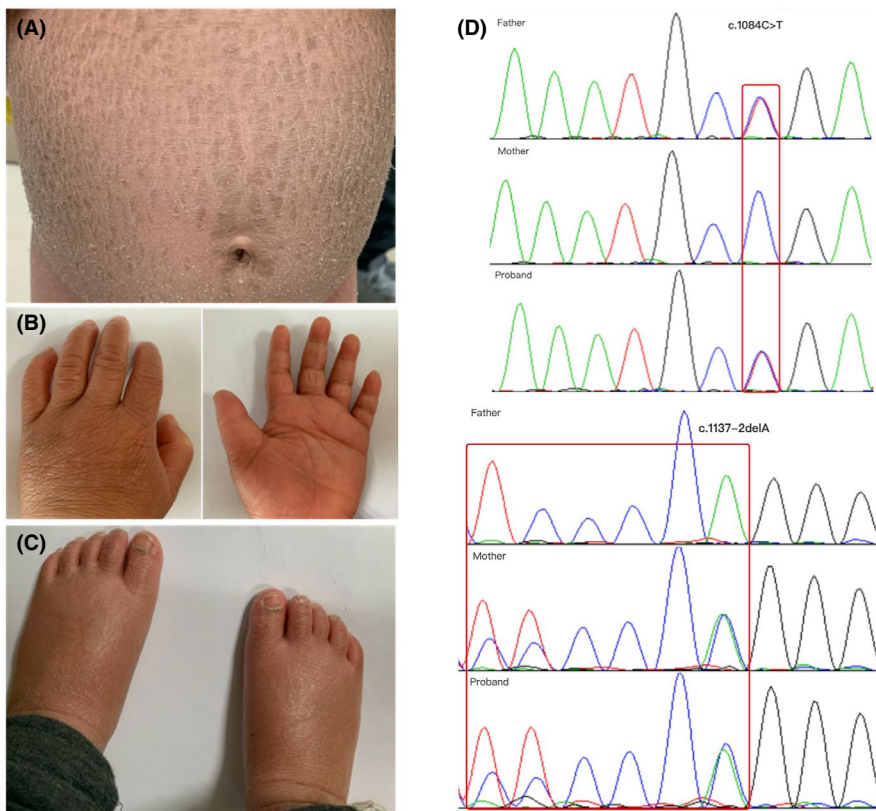 (A)
(B)
(C)
(D)
Father
c.1084C>T
Mother
Proband
Father
c.1137–2delA
Mother
Proband